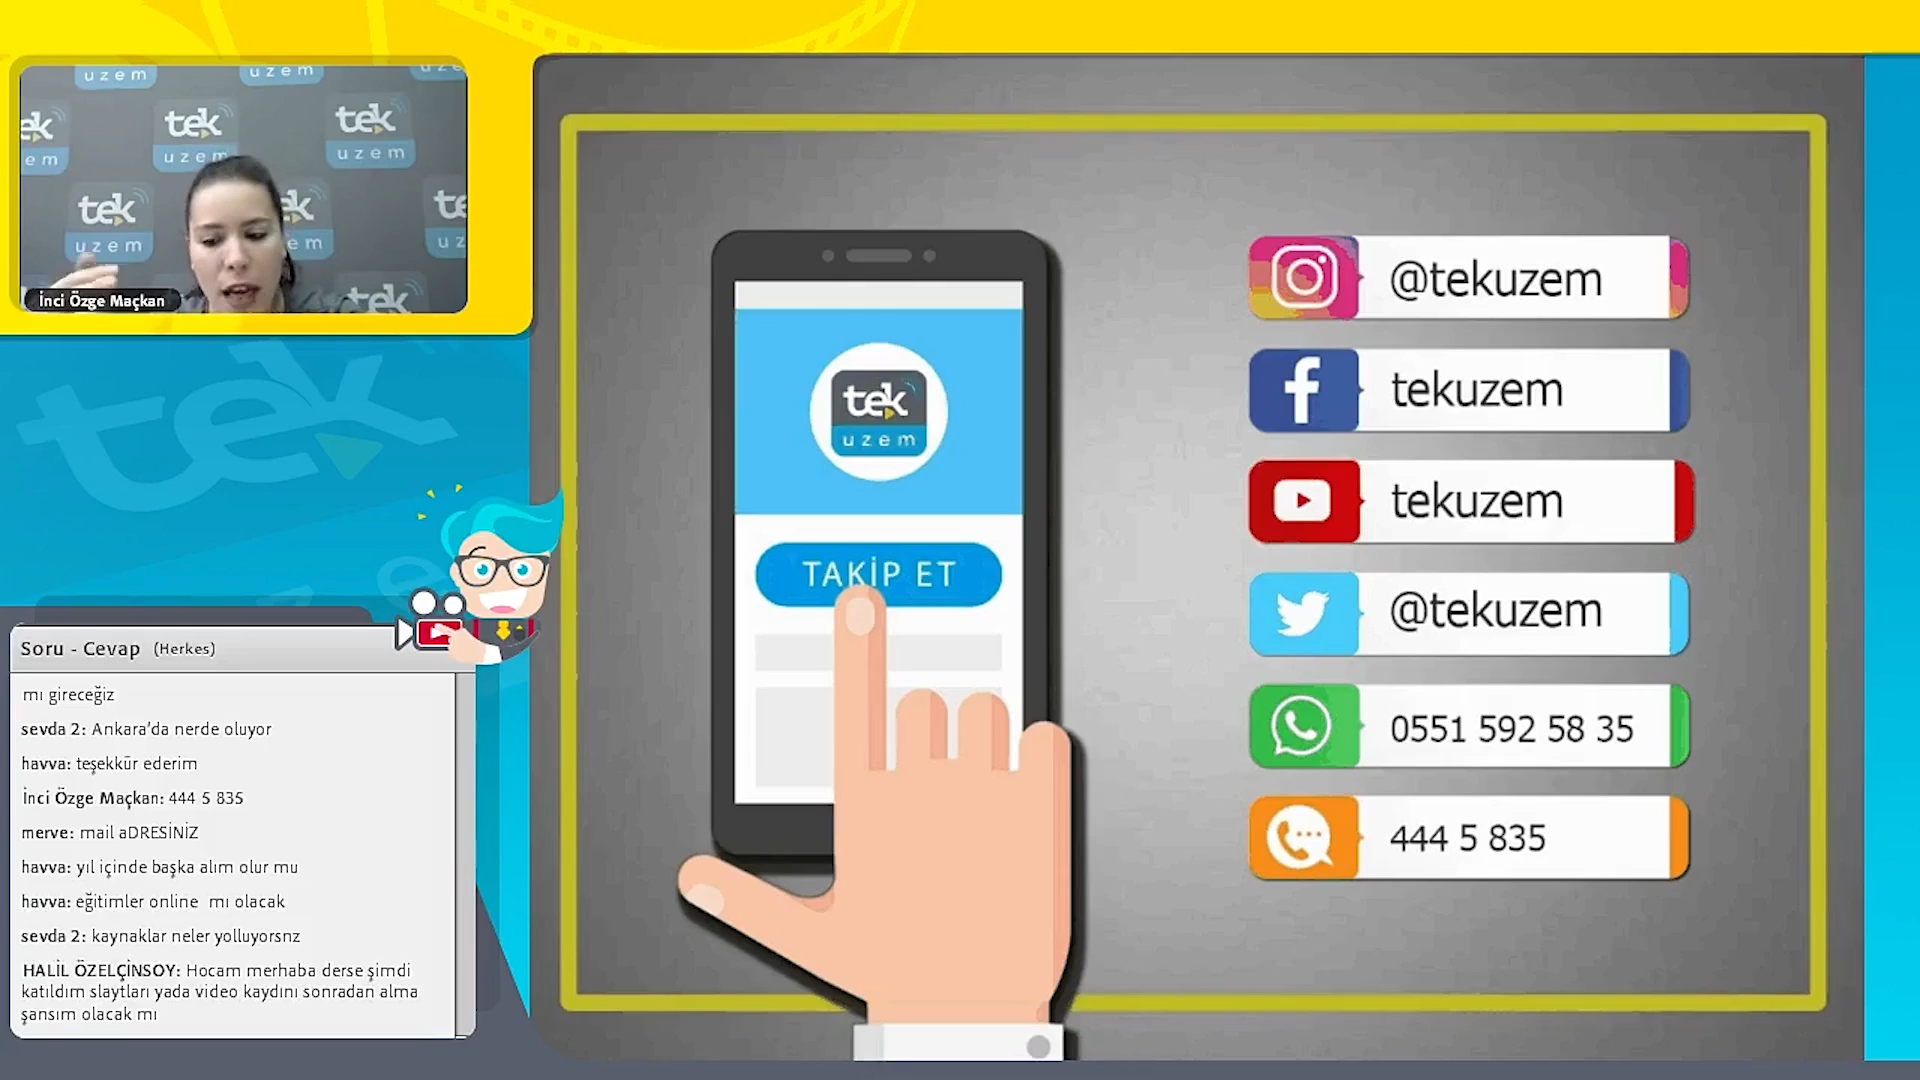 uzem
uzem
tek
uzem
tek
uzem
tek
uzem
İnci Özge Maçkan
tek
Soru - Cevap (Herkes)
mı gireceğiz
sevda 2: Ankara'da nerde oluyor
havva: teşekkür ederim
İnci Özge Maçkan: 444 5 835
merve: mail aDRESİNİZ
havva: yıl içinde başka alım olur mu
havva: eğitimler online mı olacak
sevda 2: kaynaklar neler yolluyorsnz
HALİL ÖZELÇİNSOY: Hocam merhaba derse şimdi
katıldım slaytları yada video kaydını sonradan alma
şansım olacak mı
tek
uzem
TAKİP ET
@tekuzem
tekuzem
tekuzem
@tekuzem
0551 592 58 35
444 5 835